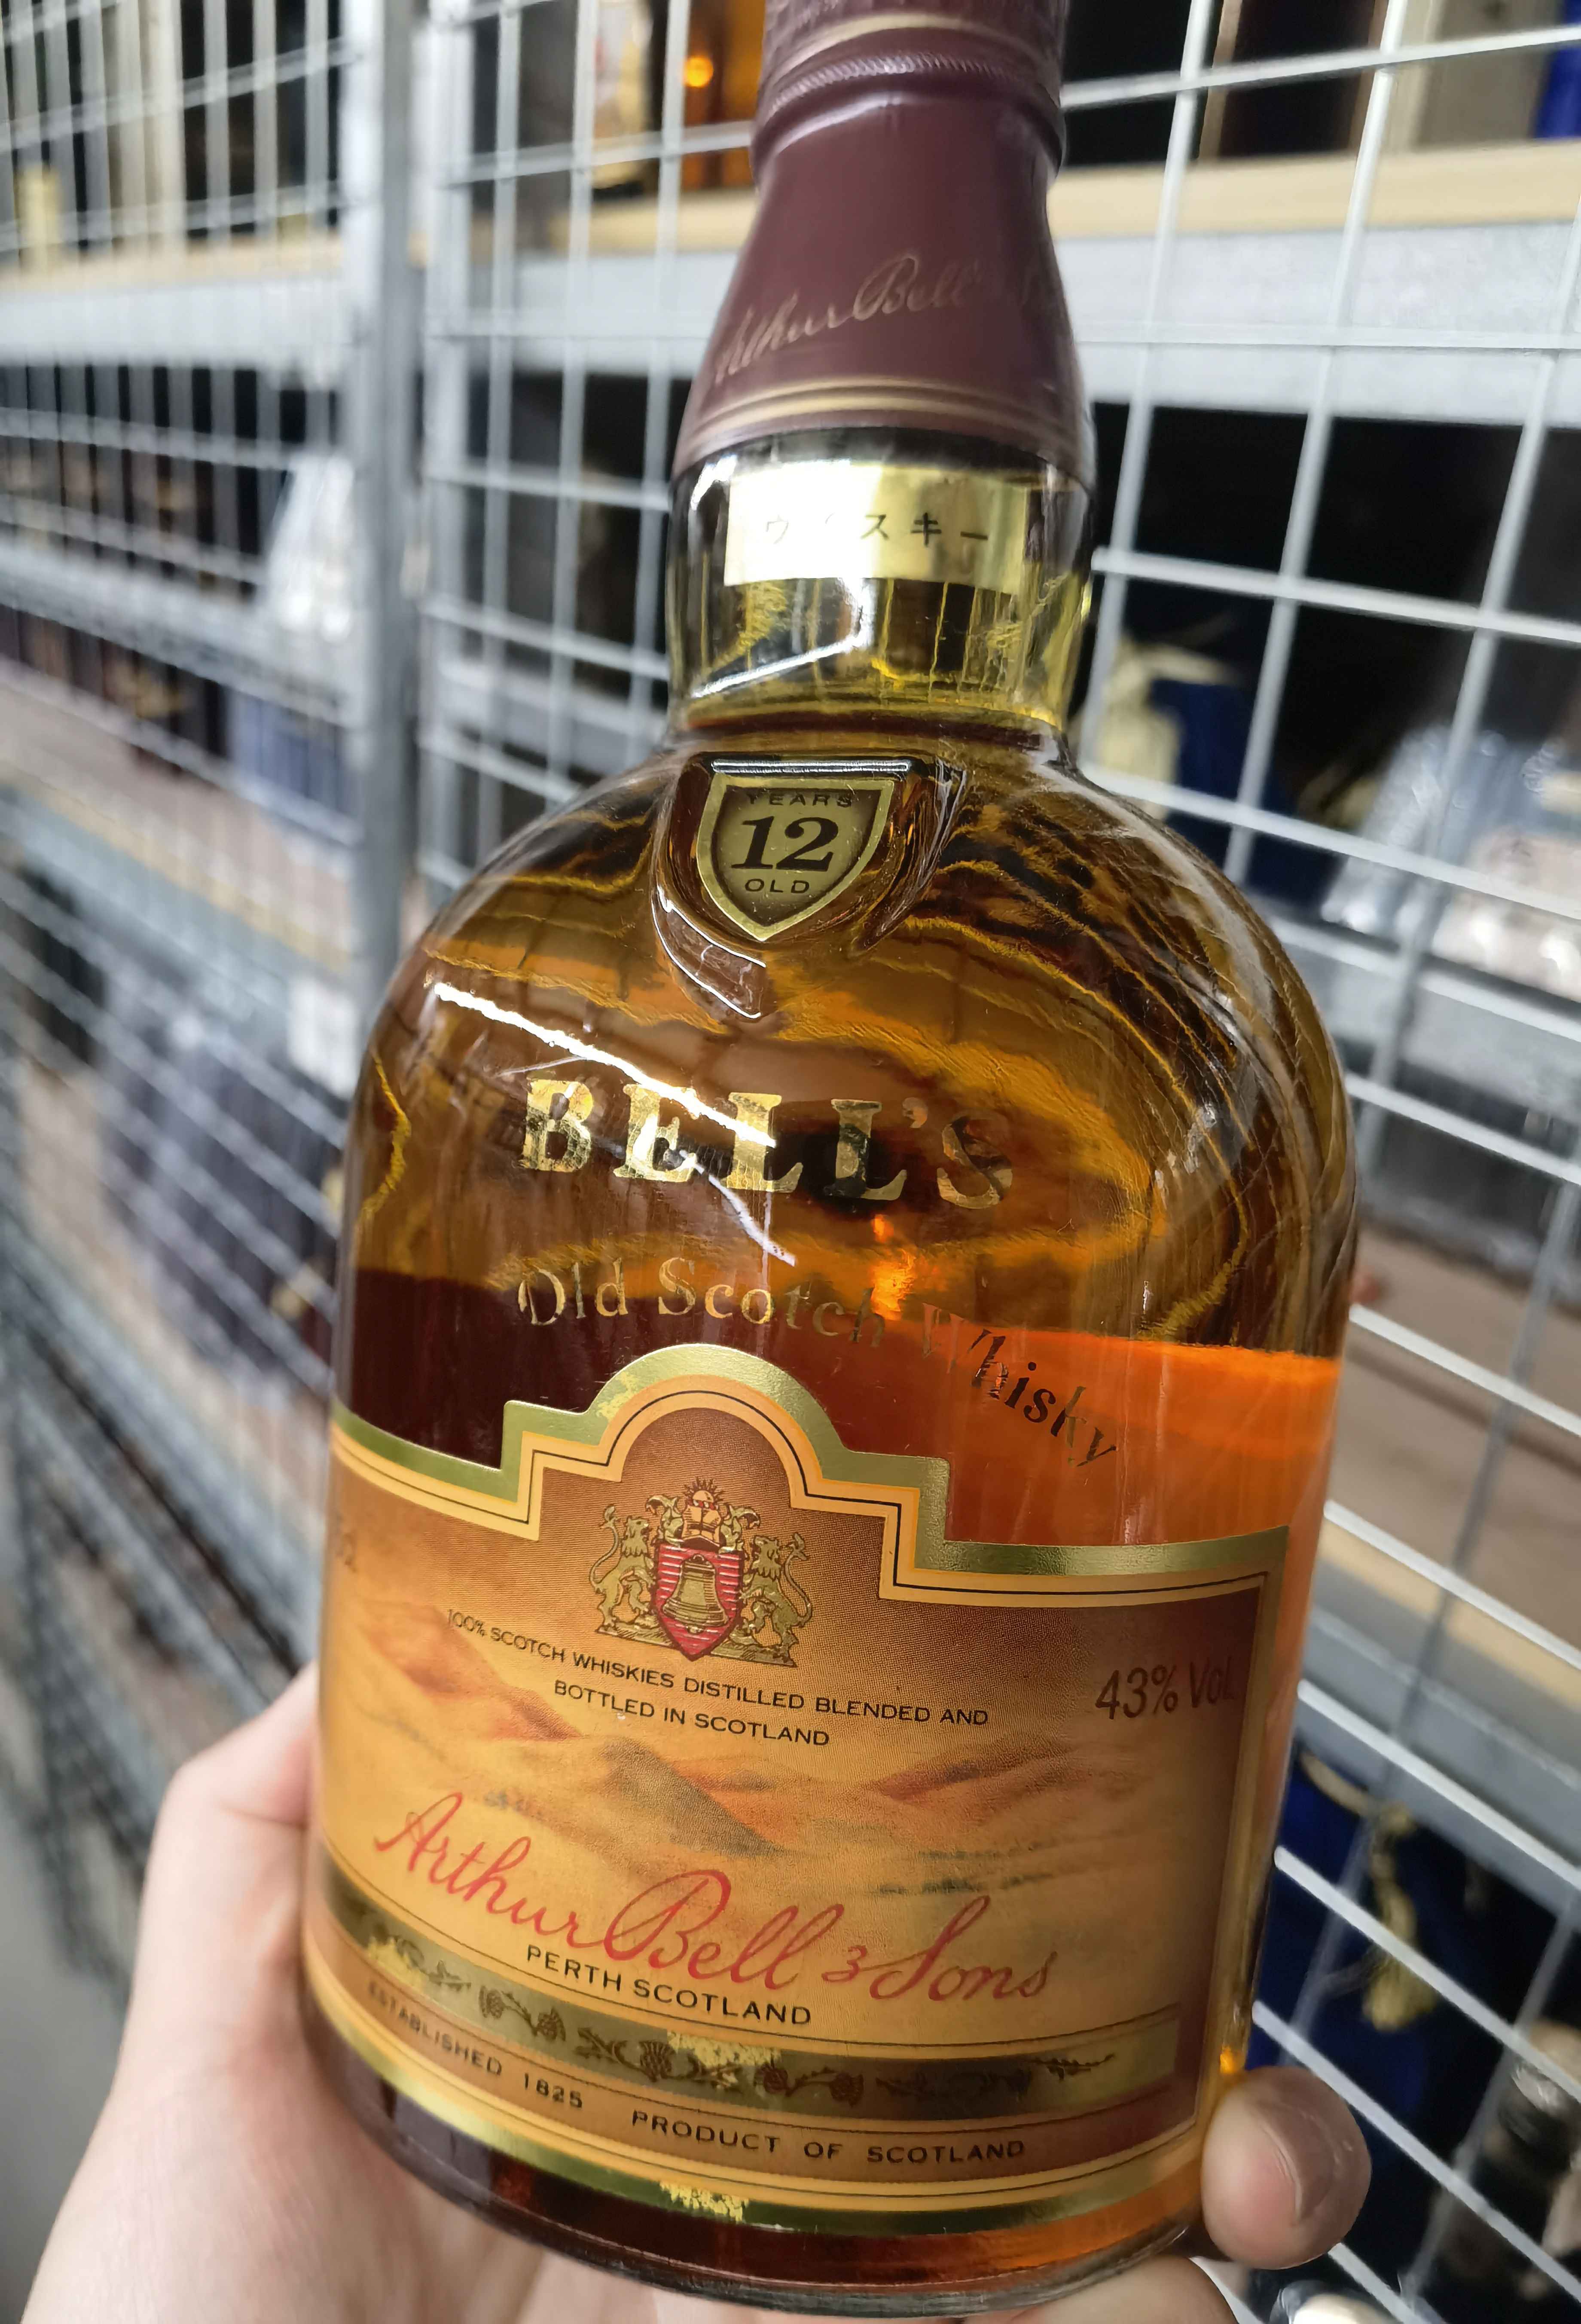 Arthur Bell
ウイスキー
YEARS
12
OLD
BELL'S
Old Scotch Whisky
100% SCOTCH WHISKIES DISTILLED BLENDED AND
BOTTLED IN SCOTLAND
43% Vol
Arthur Bell & Sons
PERTH SCOTLAND
ESTABLISHED 1825 PRODUCT OF SCOTLAND